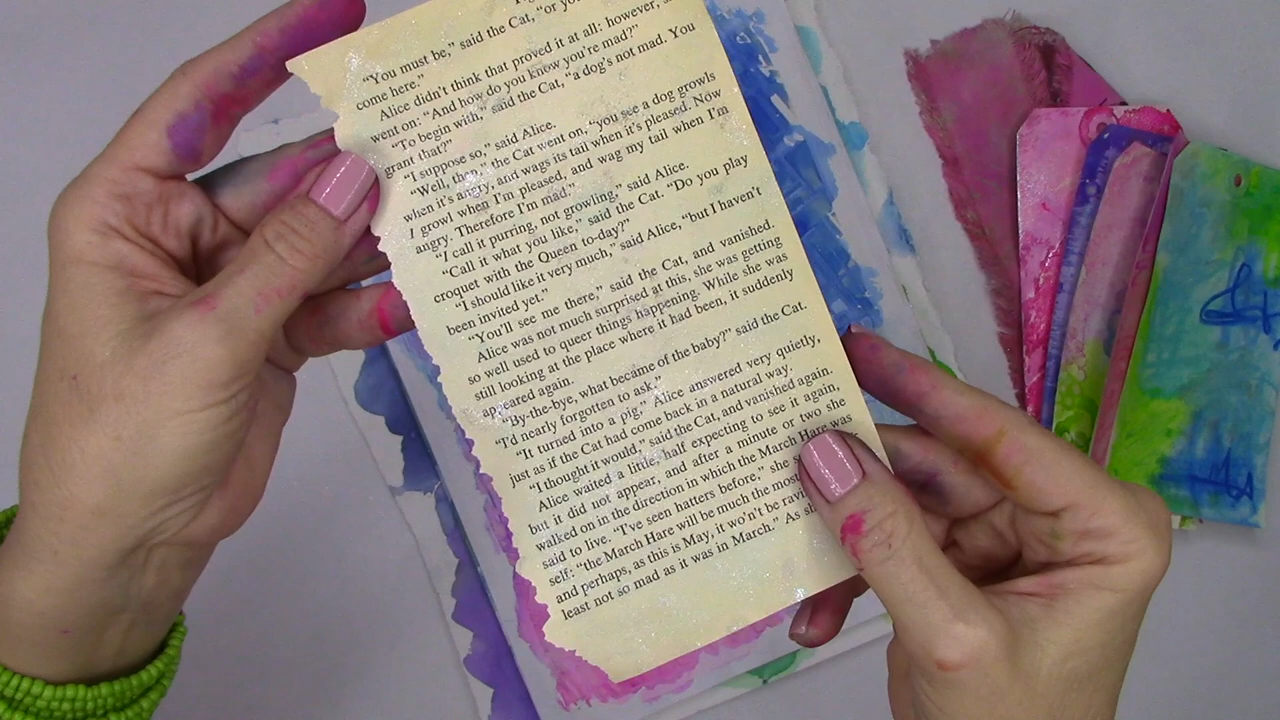 "You must be," said the Cat, "or
come here."
Alice didn't think that proved it at all: however,
went on: "And how do you know you're mad?"
"To begin with," said the Cat, "a dog's not mad. You
grant that?"
"I suppose so," said Alice.
"Well, then," the Cat went on, "you see a dog growls
when it's angry, and wags its tail when it's pleased. Now
I growl when I'm pleased, and wag my tail when I'm
angry. Therefore I'm mad."
"I call it purring, not growling," said Alice.
"Call it what you like," said the Cat. "Do you play
croquet with the Queen to-day?"
"I should like it very much," said Alice, "but I haven't
been invited yet."
"You'll see me there," said the Cat, and vanished.
Alice was not much surprised at this, she was getting
so well used to queer things happening. While she was
still looking at the place where it had been, it suddenly
appeared again.
"By-the-bye, what became of the baby?" said the Cat.
"I'd nearly forgotten to ask."
"It turned into a pig," Alice answered very quietly,
just as if the Cat had come back in a natural way.
"I thought it would," said the Cat, and vanished again.
Alice waited a little, half expecting to see it again,
but it did not appear, and after a minute or two she
walked on in the direction in which the March Hare was
said to live. "I've seen hatters before," she
self: "the March Hare will be much the most
and perhaps, as this is May, it wo'n't be
least not so mad as it was in March." As